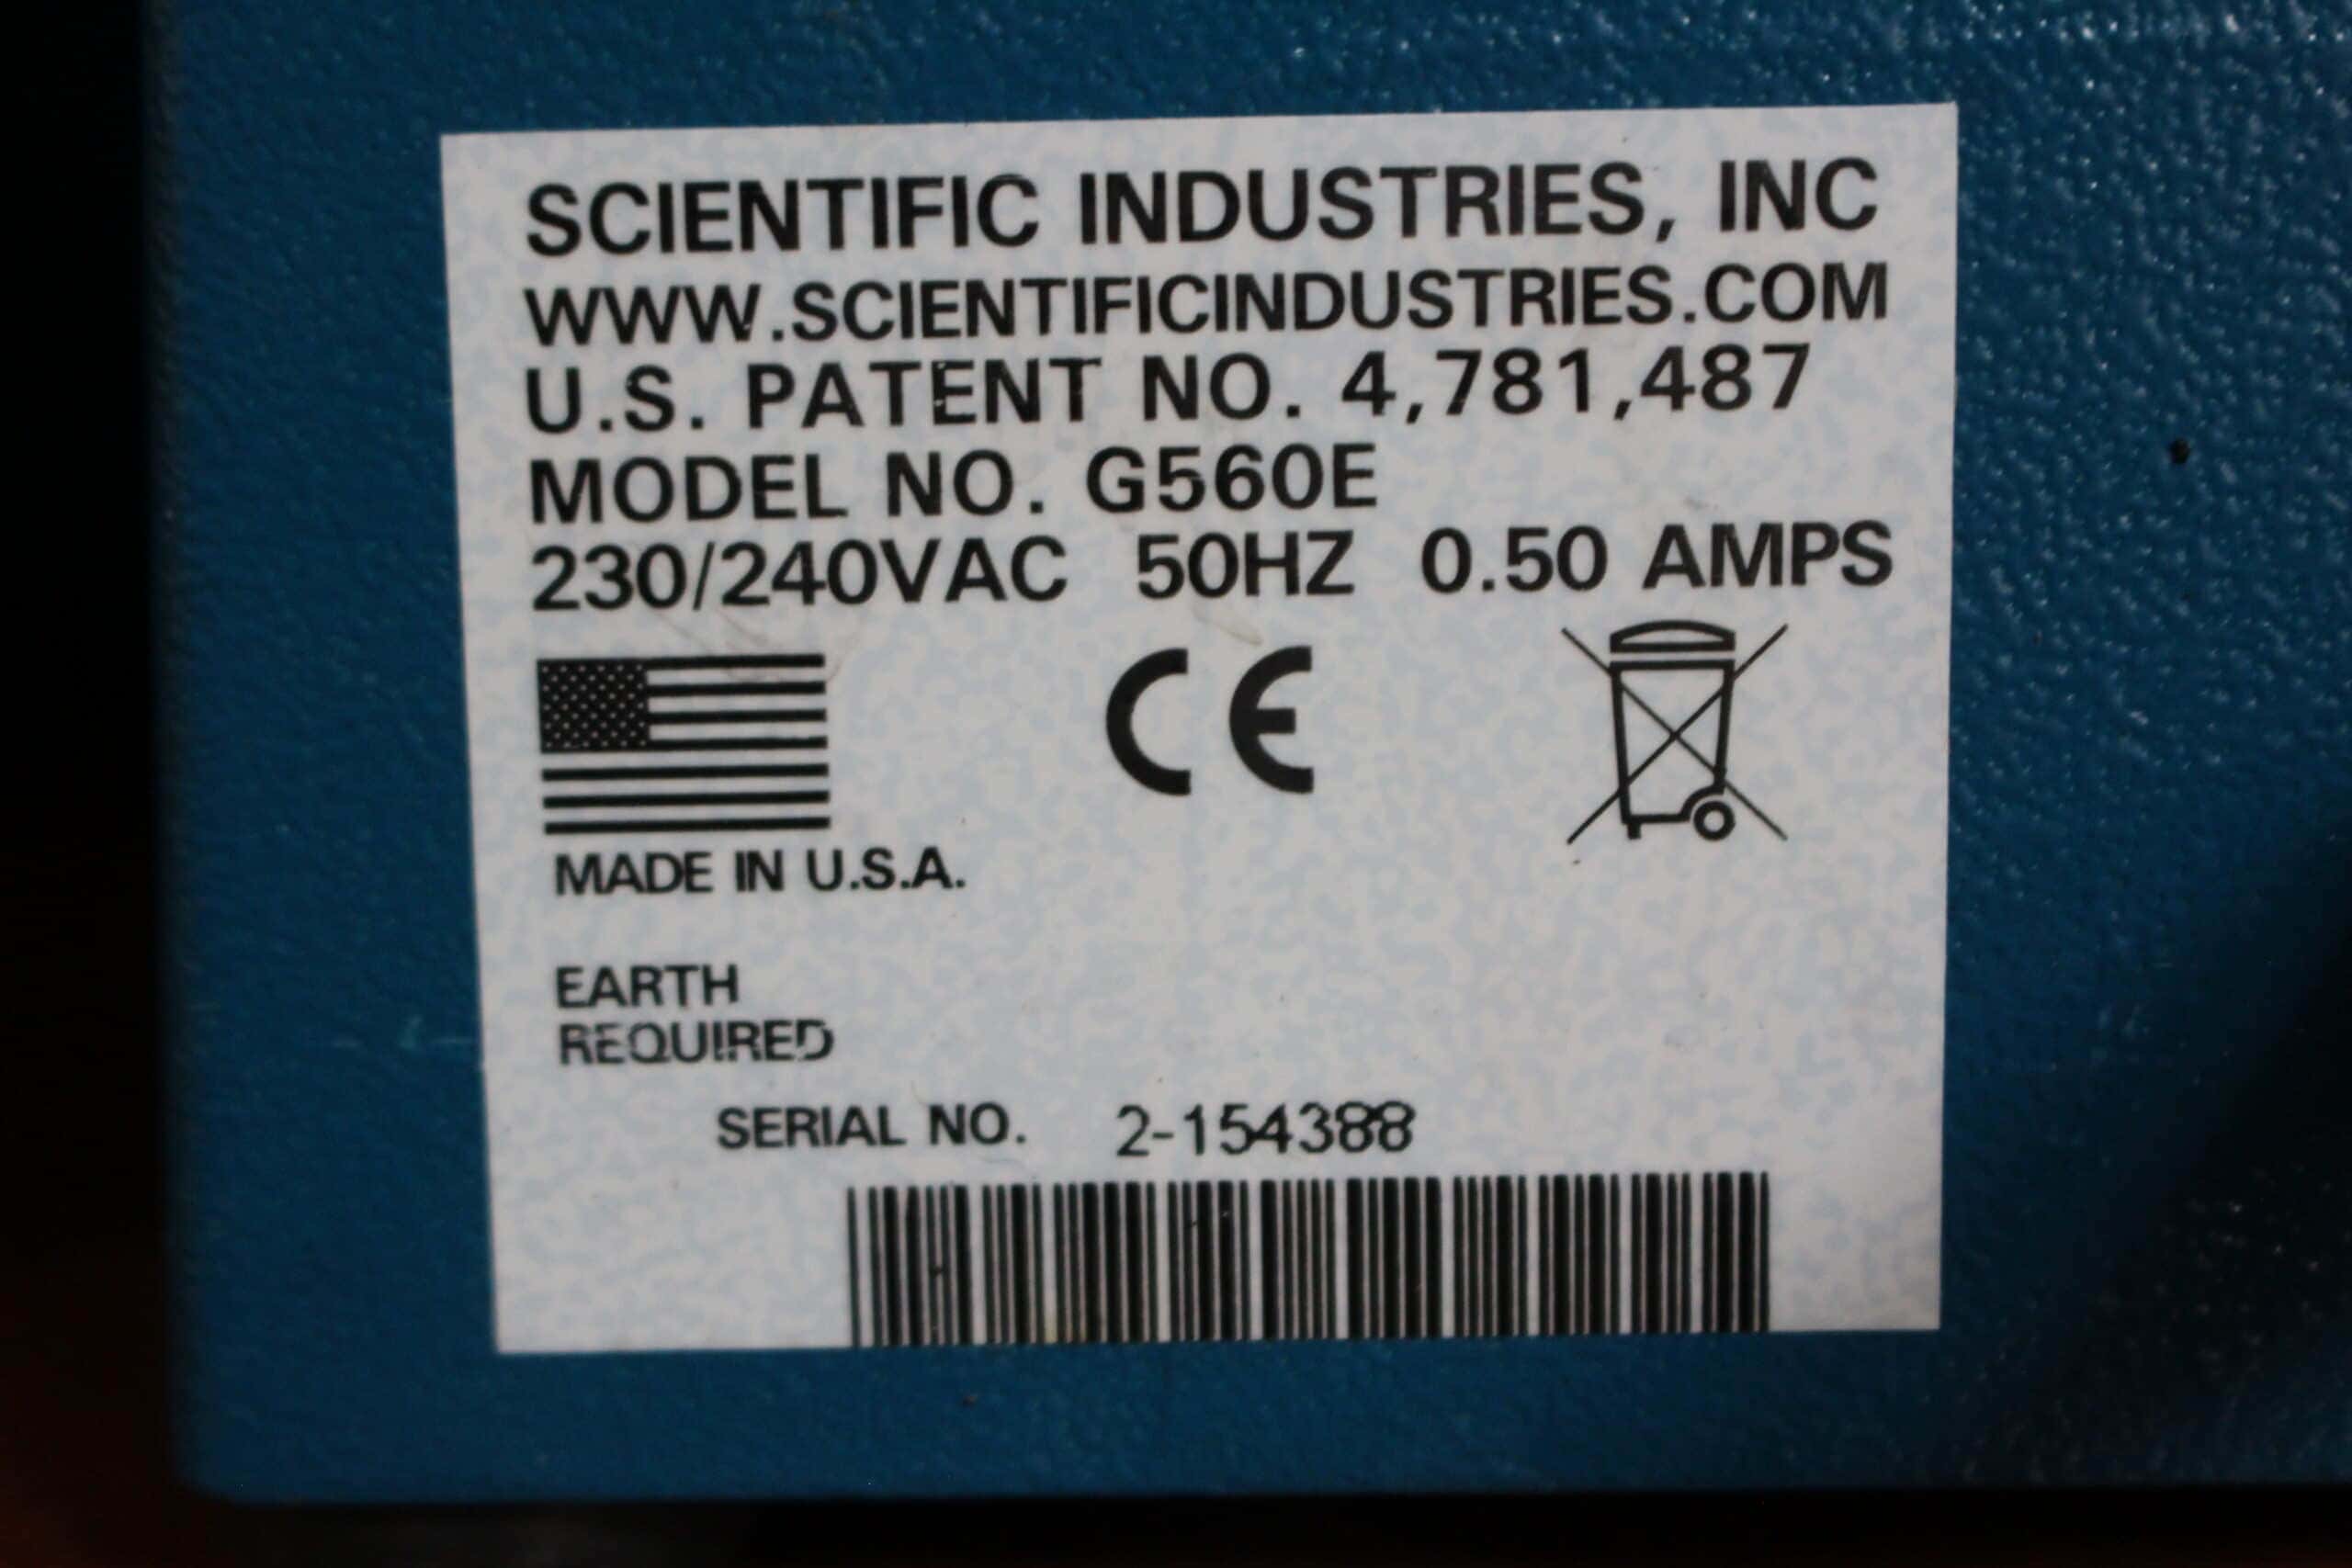 SCIENTIFIC INDUSTRIES, INC
WWW.SCIENTIFICINDUSTRIES.COM
U.S. PATENT NO. 4,781,487
MODEL NO. G560E
230/240VAC 50HZ 0.50 AMPS
CE
MADE IN U.S.A.
EARTH
REQUIRED
SERIAL NO. 2-154388